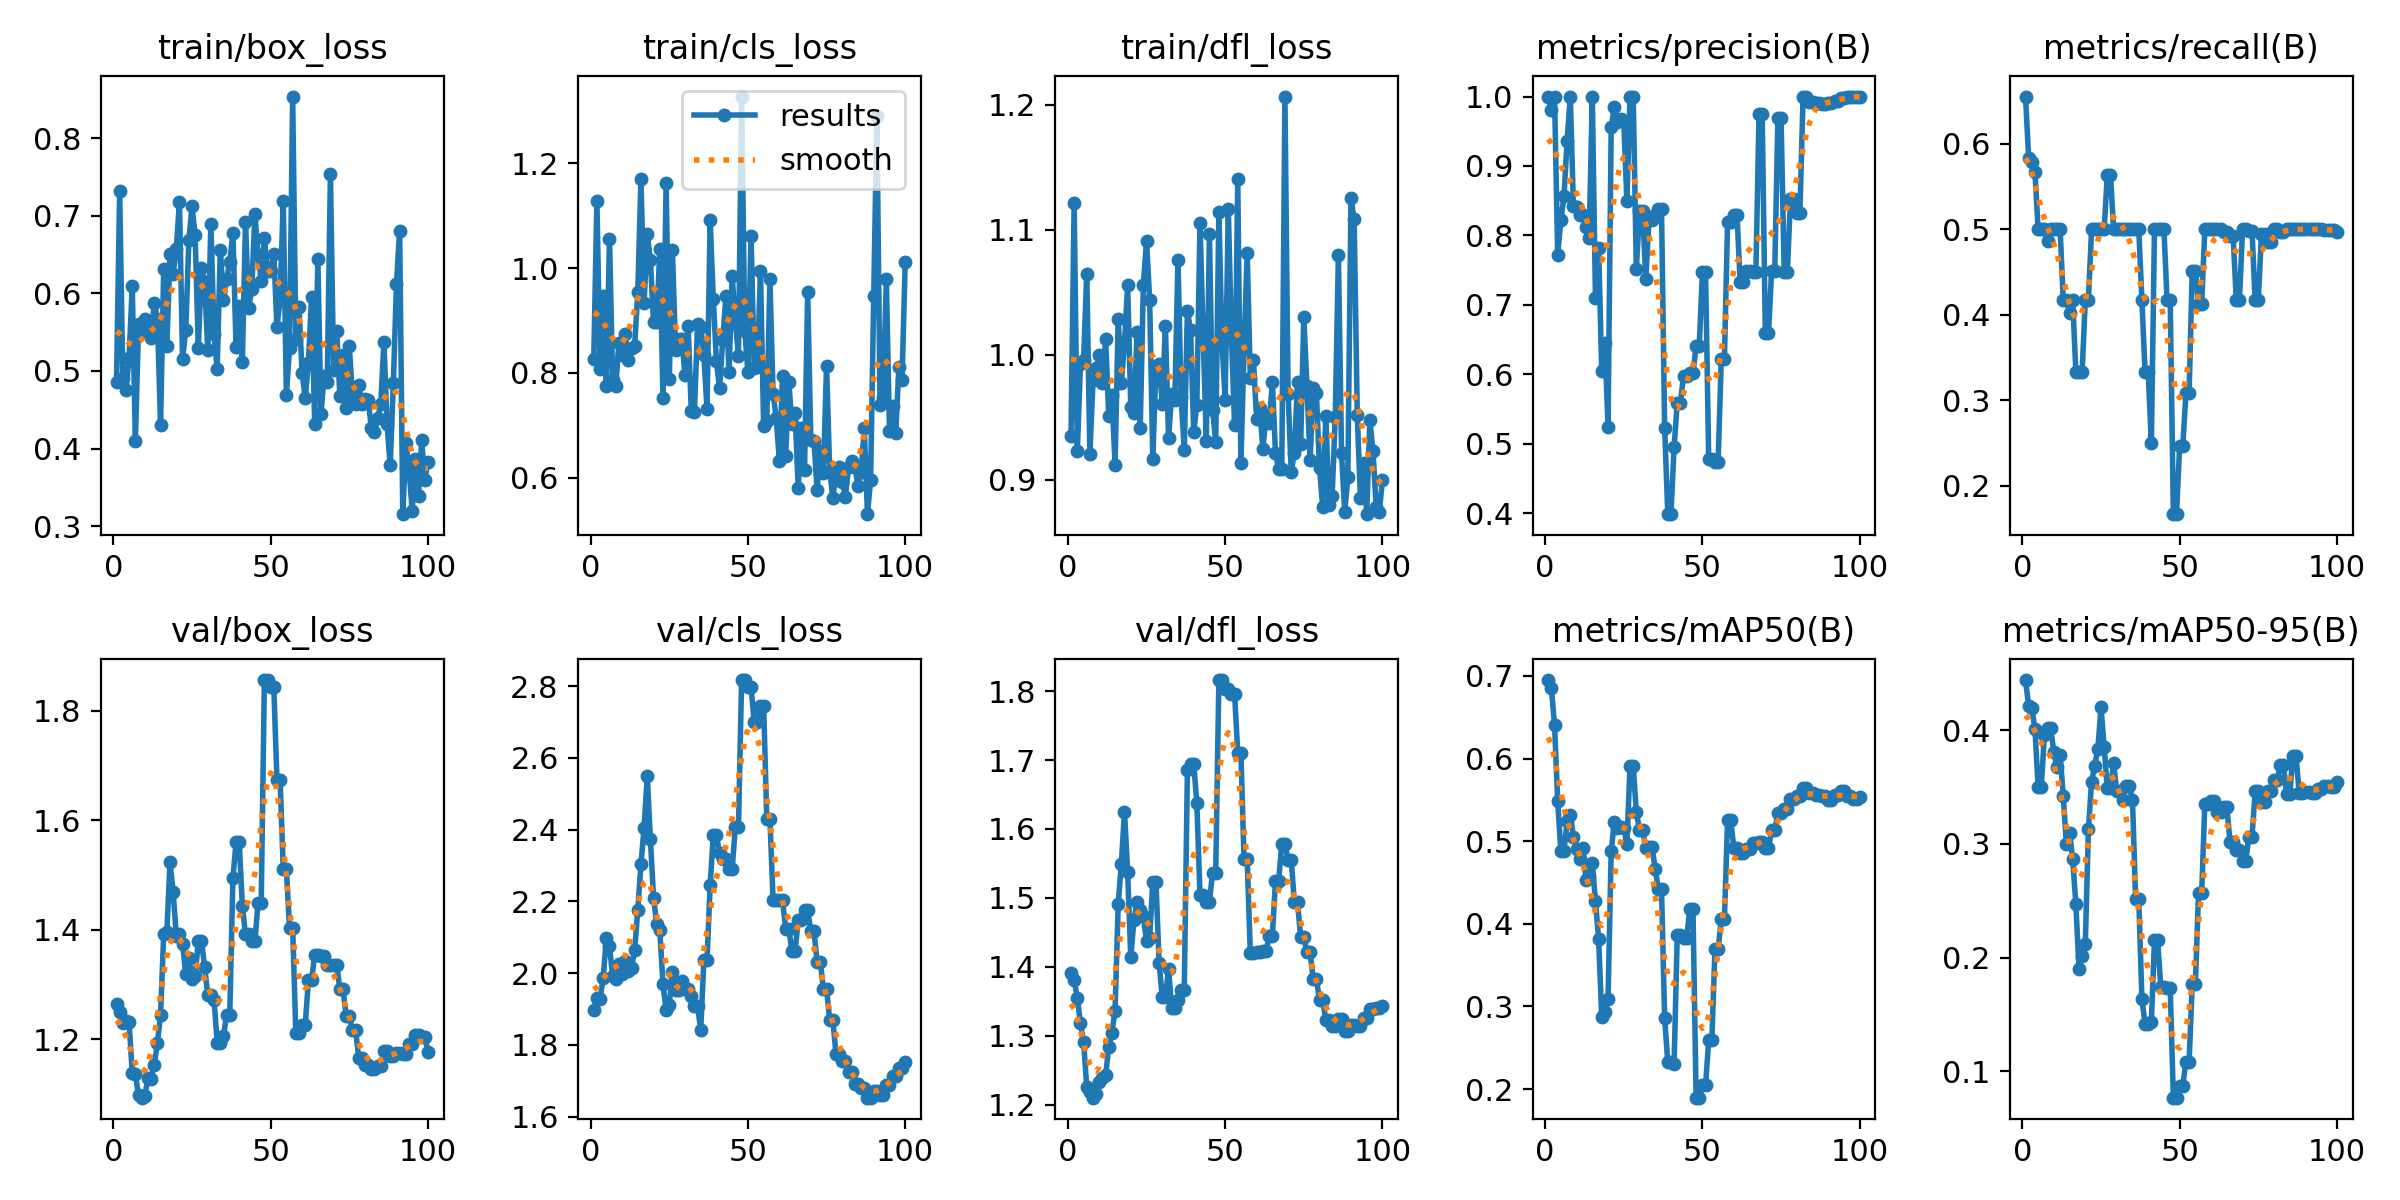 train/box_loss
train/cls_loss
train/dfl_loss
metrics/precision(B)
metrics/recall(B)
results
smooth
0.8
0.7
0.6
0.5
0.4
0.3
0 50 100
1.2
1.0
0.8
0.6
0 50 100
1.2
1.1
1.0
0.9
0 50 100
1.0
0.9
0.8
0.7
0.6
0.5
0.4
0 50 100
0.6
0.5
0.4
0.3
0.2
0 50 100
val/box_loss
val/cls_loss
val/dfl_loss
metrics/mAP50(B)
metrics/mAP50-95(B)
1.8
1.6
1.4
1.2
0 50 100
2.8
2.6
2.4
2.2
2.0
1.8
1.6
0 50 100
1.8
1.7
1.6
1.5
1.4
1.3
1.2
0 50 100
0.7
0.6
0.5
0.4
0.3
0.2
0 50 100
0.4
0.3
0.2
0.1
0 50 100